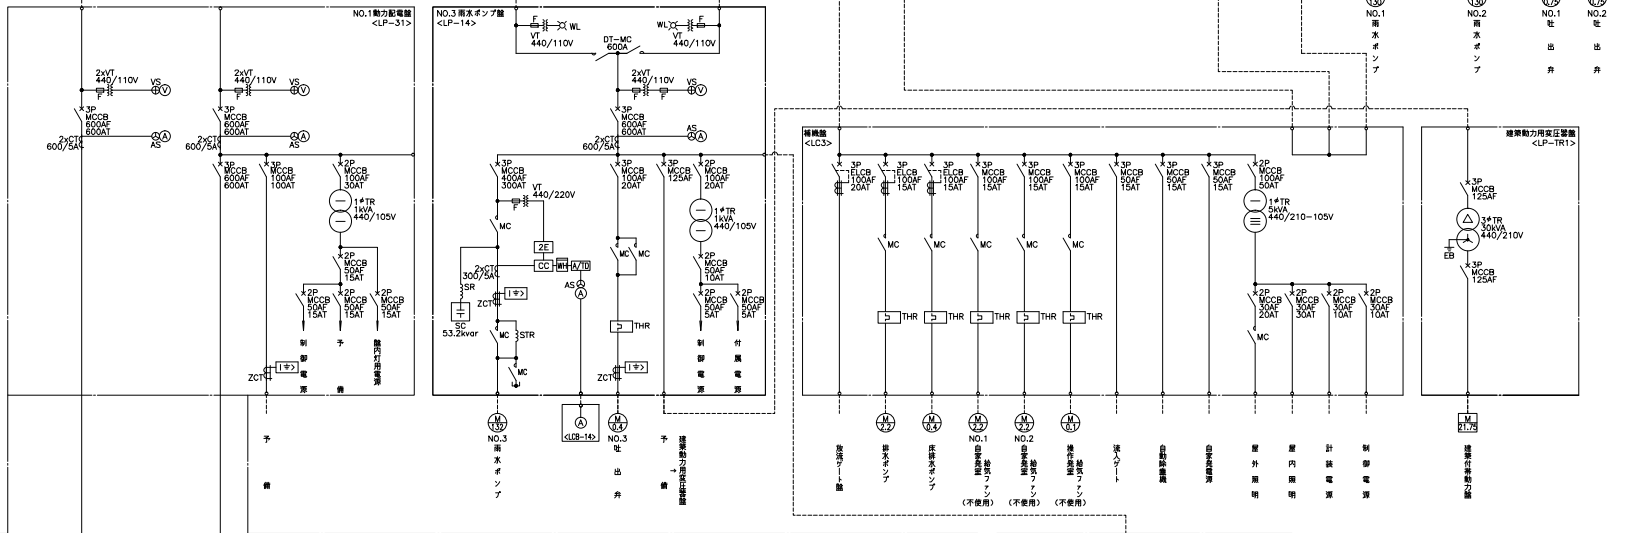 NO.1動力配電盤
<LP-31>
2xVT
440/110V
F
VS
V
3P
MCCB
600AF
600AT
2xCT
600/5A
A
AS
2xVT
440/110V
F
VS
V
3P
MCCB
600AF
600AT
2xCT
600/5A
A
AS
3P
MCCB
600AF
600AT
3P
MCCB
100AF
100AT
2P
MCCB
100AF
30AT
1φTR
1kVA
440/105V
2P
MCCB
50AF
15AT
2P
MCCB
50AF
15AT
2P
MCCB
50AF
15AT
2P
MCCB
50AF
5AT
制御電源
予備
盤内灯用電源
ZCT
予備
NO.3雨水ポンプ盤
<LP-14>
F
WL
VT
440/110V
WL
F
VT
440/110V
DT-MC
600A
2xVT
440/110V
F
F
VS
V
3P
MCCB
600AF
600AT
AS
A
2xCT
600/5A
3P
MCCB
400AF
300AT
VT
440/220V
F
MC
2E
CC
WH
A/TD
2xCT
300/5A
AS
A
SR
SC
53.2kvar
ZCT
MC
STR
MC
3P
MCCB
100AF
20AT
MC
MC
THR
ZCT
3P
MCCB
125AF
2P
MCCB
100AF
20AT
1φTR
1kVA
440/105V
2P
MCCB
50AF
10AT
2P
MCCB
50AF
5AT
2P
MCCB
50AF
5AT
制御電源
付属電源
M
132
NO.3
雨水ポンプ
A
<LCB-14>
M
0.4
NO.3
吐出弁
予備
建築動力用変圧器盤
→
補機盤
<LC3>
3P
ELCB
100AF
20AT
3P
ELCB
100AF
15AT
3P
ELCB
100AF
15AT
3P
MCCB
100AF
15AT
3P
MCCB
100AF
15AT
3P
MCCB
100AF
15AT
3P
MCCB
50AF
15AT
3P
MCCB
50AF
15AT
3P
MCCB
50AF
15AT
2P
MCCB
100AF
50AT
MC
MC
MC
MC
MC
1φTR
5kVA
440/210-105V
THR
THR
THR
THR
THR
2P
MCCB
30AF
20AT
2P
MCCB
30AF
30AT
2P
MCCB
30AF
10AT
2P
MCCB
30AF
10AT
MC
放流ゲート盤
M
2.2
排水ポンプ
M
0.4
床排水ポンプ
M
2.2
NO.1
自家発室
給気ファン
(不使用)
M
2.2
NO.2
自家発室
給気ファン
(不使用)
M
0.1
操作発室
給気ファン
(不使用)
流入ゲート
自動除塵機
自家発電源
屋外照明
屋内照明
計装電源
制御電源
130
NO.1
雨水ポンプ
130
NO.2
雨水ポンプ
0.75
NO.1
吐出弁
0.75
NO.2
吐出弁
建築動力用変圧器盤
<LP-TR1>
3P
MCCB
125AF
3φTR
30kVA
440/210V
EB
3P
MCCB
125AF
M
21.75
建築付帯動力盤